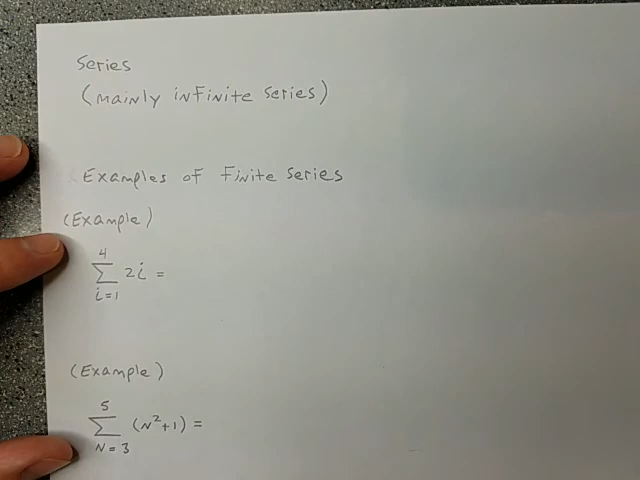 Series
(mainly infinite series)
Examples of Finite Series
(Example)
4
∑ 2i =
i=1
(Example)
5
∑ (N²+1) =
N=3